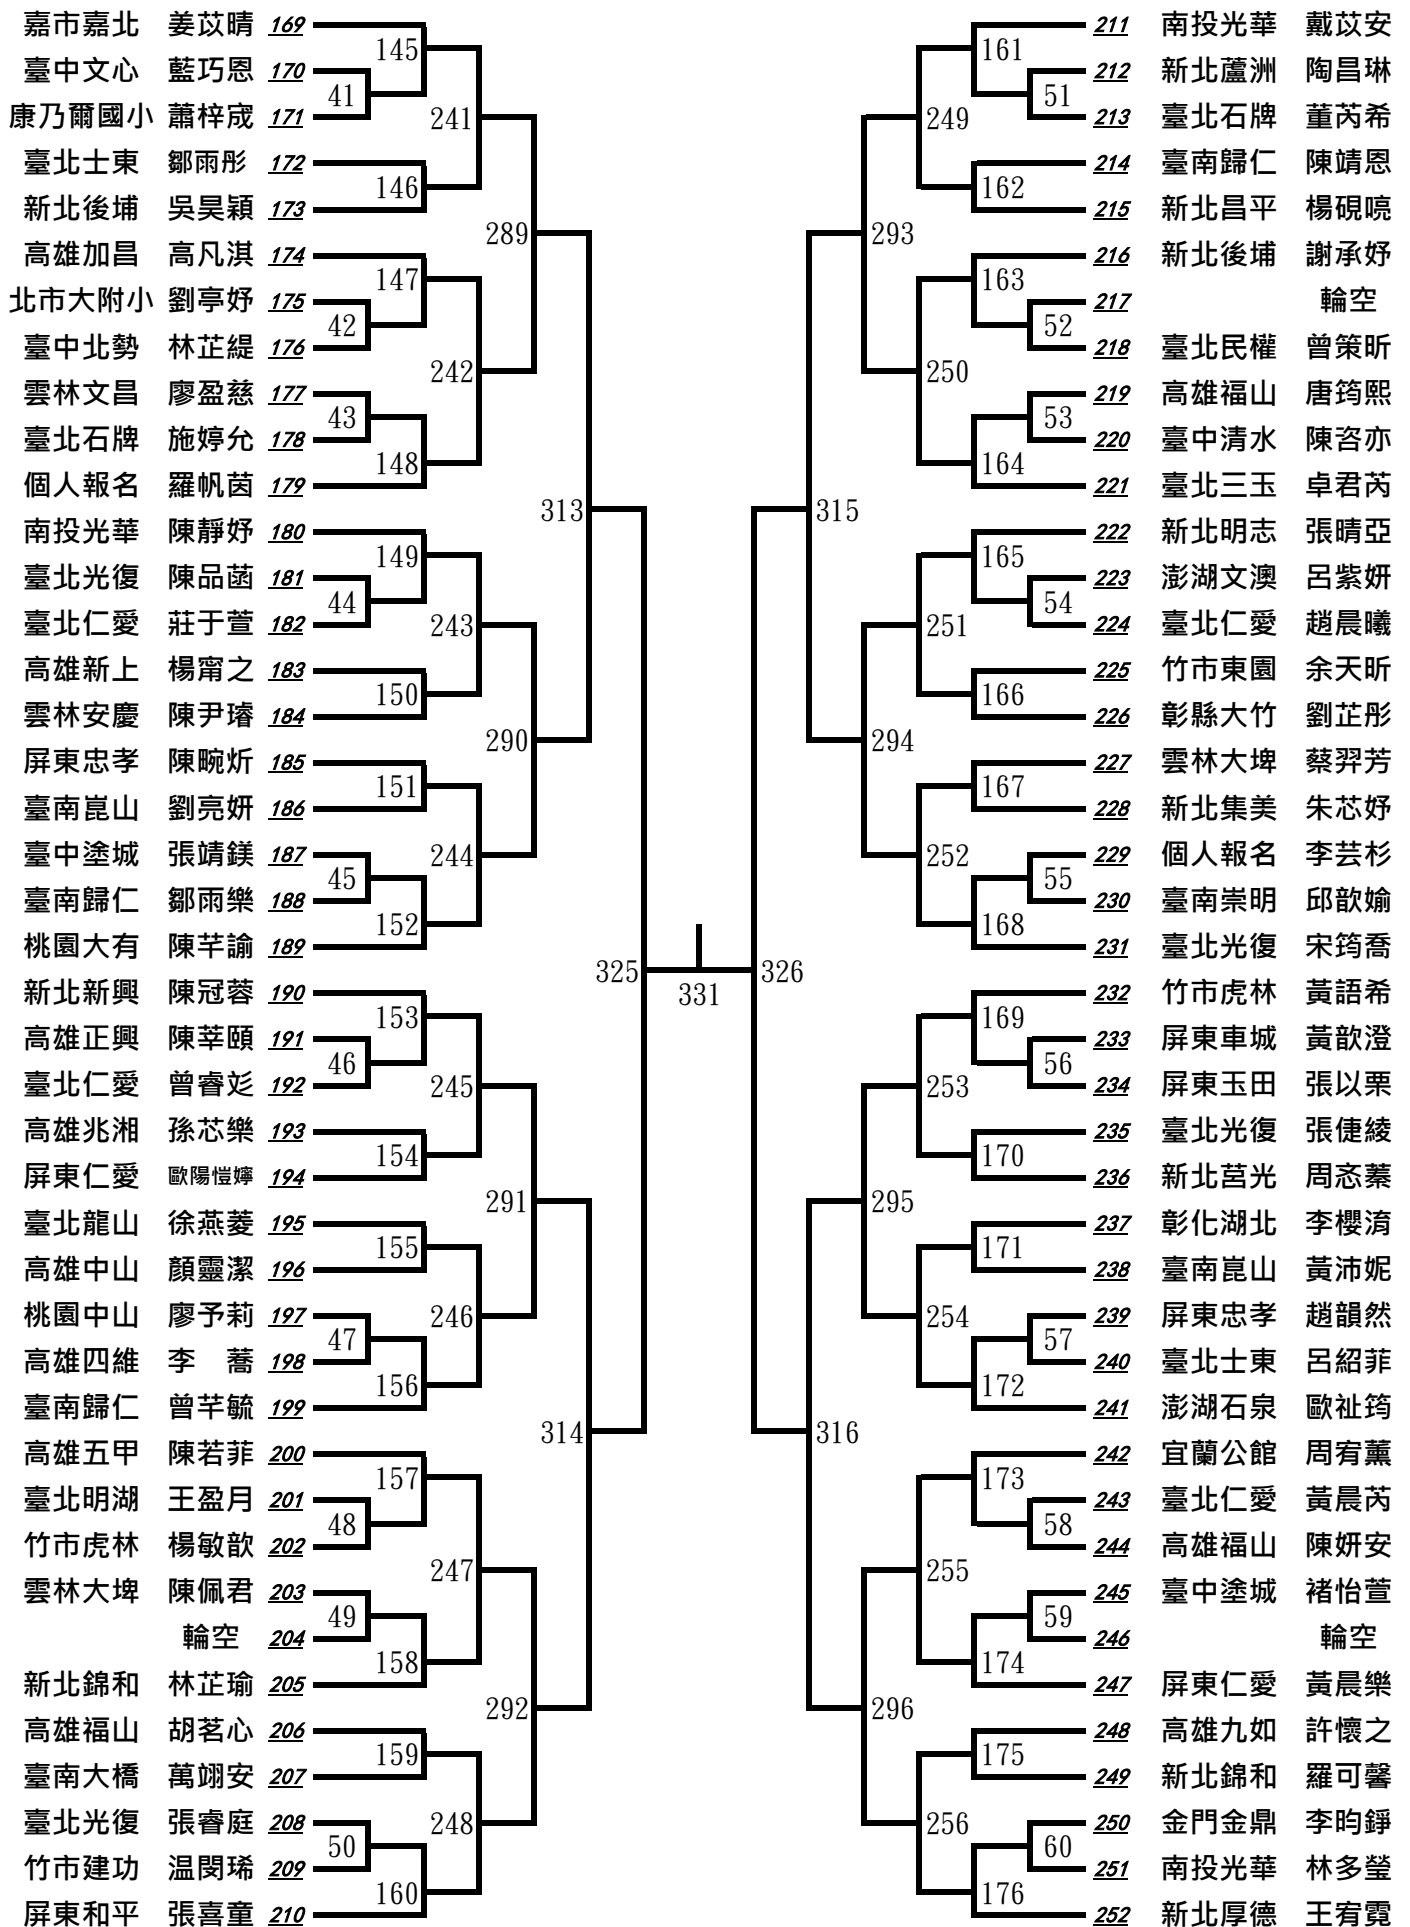 嘉市嘉北 姜苡晴 169
臺中文心 藍巧恩 170
康乃爾國小 蕭梓宬 171
臺北士東 鄒雨彤 172
新北後埔 吳昊穎 173
高雄加昌 高凡淇 174
北市大附小 劉亭妤 175
臺中北勢 林芷緹 176
雲林文昌 廖盈慈 177
臺北石牌 施婷允 178
個人報名 羅帆茵 179
南投光華 陳靜妤 180
臺北光復 陳品菡 181
臺北仁愛 莊于萱 182
高雄新上 楊甯之 183
雲林安慶 陳尹璿 184
屏東忠孝 陳晼炘 185
臺南崑山 劉亮妍 186
臺中塗城 張靖鎂 187
臺南歸仁 鄒雨樂 188
桃園大有 陳芊諭 189
新北新興 陳冠蓉 190
高雄正興 陳莘頤 191
臺北仁愛 曾睿彣 192
高雄兆湘 孫芯樂 193
屏東仁愛 歐陽愷嬣 194
臺北龍山 徐燕菱 195
高雄中山 顏靈潔 196
桃園中山 廖予莉 197
高雄四維 李 蕎 198
臺南歸仁 曾芊毓 199
高雄五甲 陳若菲 200
臺北明湖 王盈月 201
竹市虎林 楊敏歆 202
雲林大埤 陳佩君 203
輪空 204
新北錦和 林芷瑜 205
高雄福山 胡茗心 206
臺南大橋 萬翊安 207
臺北光復 張睿庭 208
竹市建功 温閔琋 209
屏東和平 張喜童 210
41
42
43
44
45
46
47
48
49
50
145
146
147
148
149
150
151
152
153
154
155
156
157
158
159
160
241
242
243
244
245
246
247
248
289
290
291
292
313
314
325
331
326
315
316
293
294
295
296
249
250
251
252
253
254
255
256
161
162
163
164
165
166
167
168
169
170
171
172
173
174
175
176
51
52
53
54
55
56
57
58
59
60
211 南投光華 戴苡安
212 新北蘆洲 陶昌琳
213 臺北石牌 董芮希
214 臺南歸仁 陳靖恩
215 新北昌平 楊硯喨
216 新北後埔 謝承妤
217 輪空
218 臺北民權 曾策昕
219 高雄福山 唐筠熙
220 臺中清水 陳咨亦
221 臺北三玉 卓君芮
222 新北明志 張晴亞
223 澎湖文澳 呂紫妍
224 臺北仁愛 趙晨曦
225 竹市東園 余天昕
226 彰縣大竹 劉芷彤
227 雲林大埤 蔡羿芳
228 新北集美 朱芯妤
229 個人報名 李芸杉
230 臺南崇明 邱歆媮
231 臺北光復 宋筠喬
232 竹市虎林 黃語希
233 屏東車城 黃歆澄
234 屏東玉田 張以栗
235 臺北光復 張倢綾
236 新北莒光 周忞蓁
237 彰化湖北 李櫻淯
238 臺南崑山 黃沛妮
239 屏東忠孝 趙韻然
240 臺北士東 呂紹菲
241 澎湖石泉 歐祉筠
242 宜蘭公館 周宥薰
243 臺北仁愛 黃晨芮
244 高雄福山 陳妍安
245 臺中塗城 褚怡萱
246 輪空
247 屏東仁愛 黃晨樂
248 高雄九如 許懷之
249 新北錦和 羅可馨
250 金門金鼎 李昀錚
251 南投光華 林多瑩
252 新北厚德 王宥霓